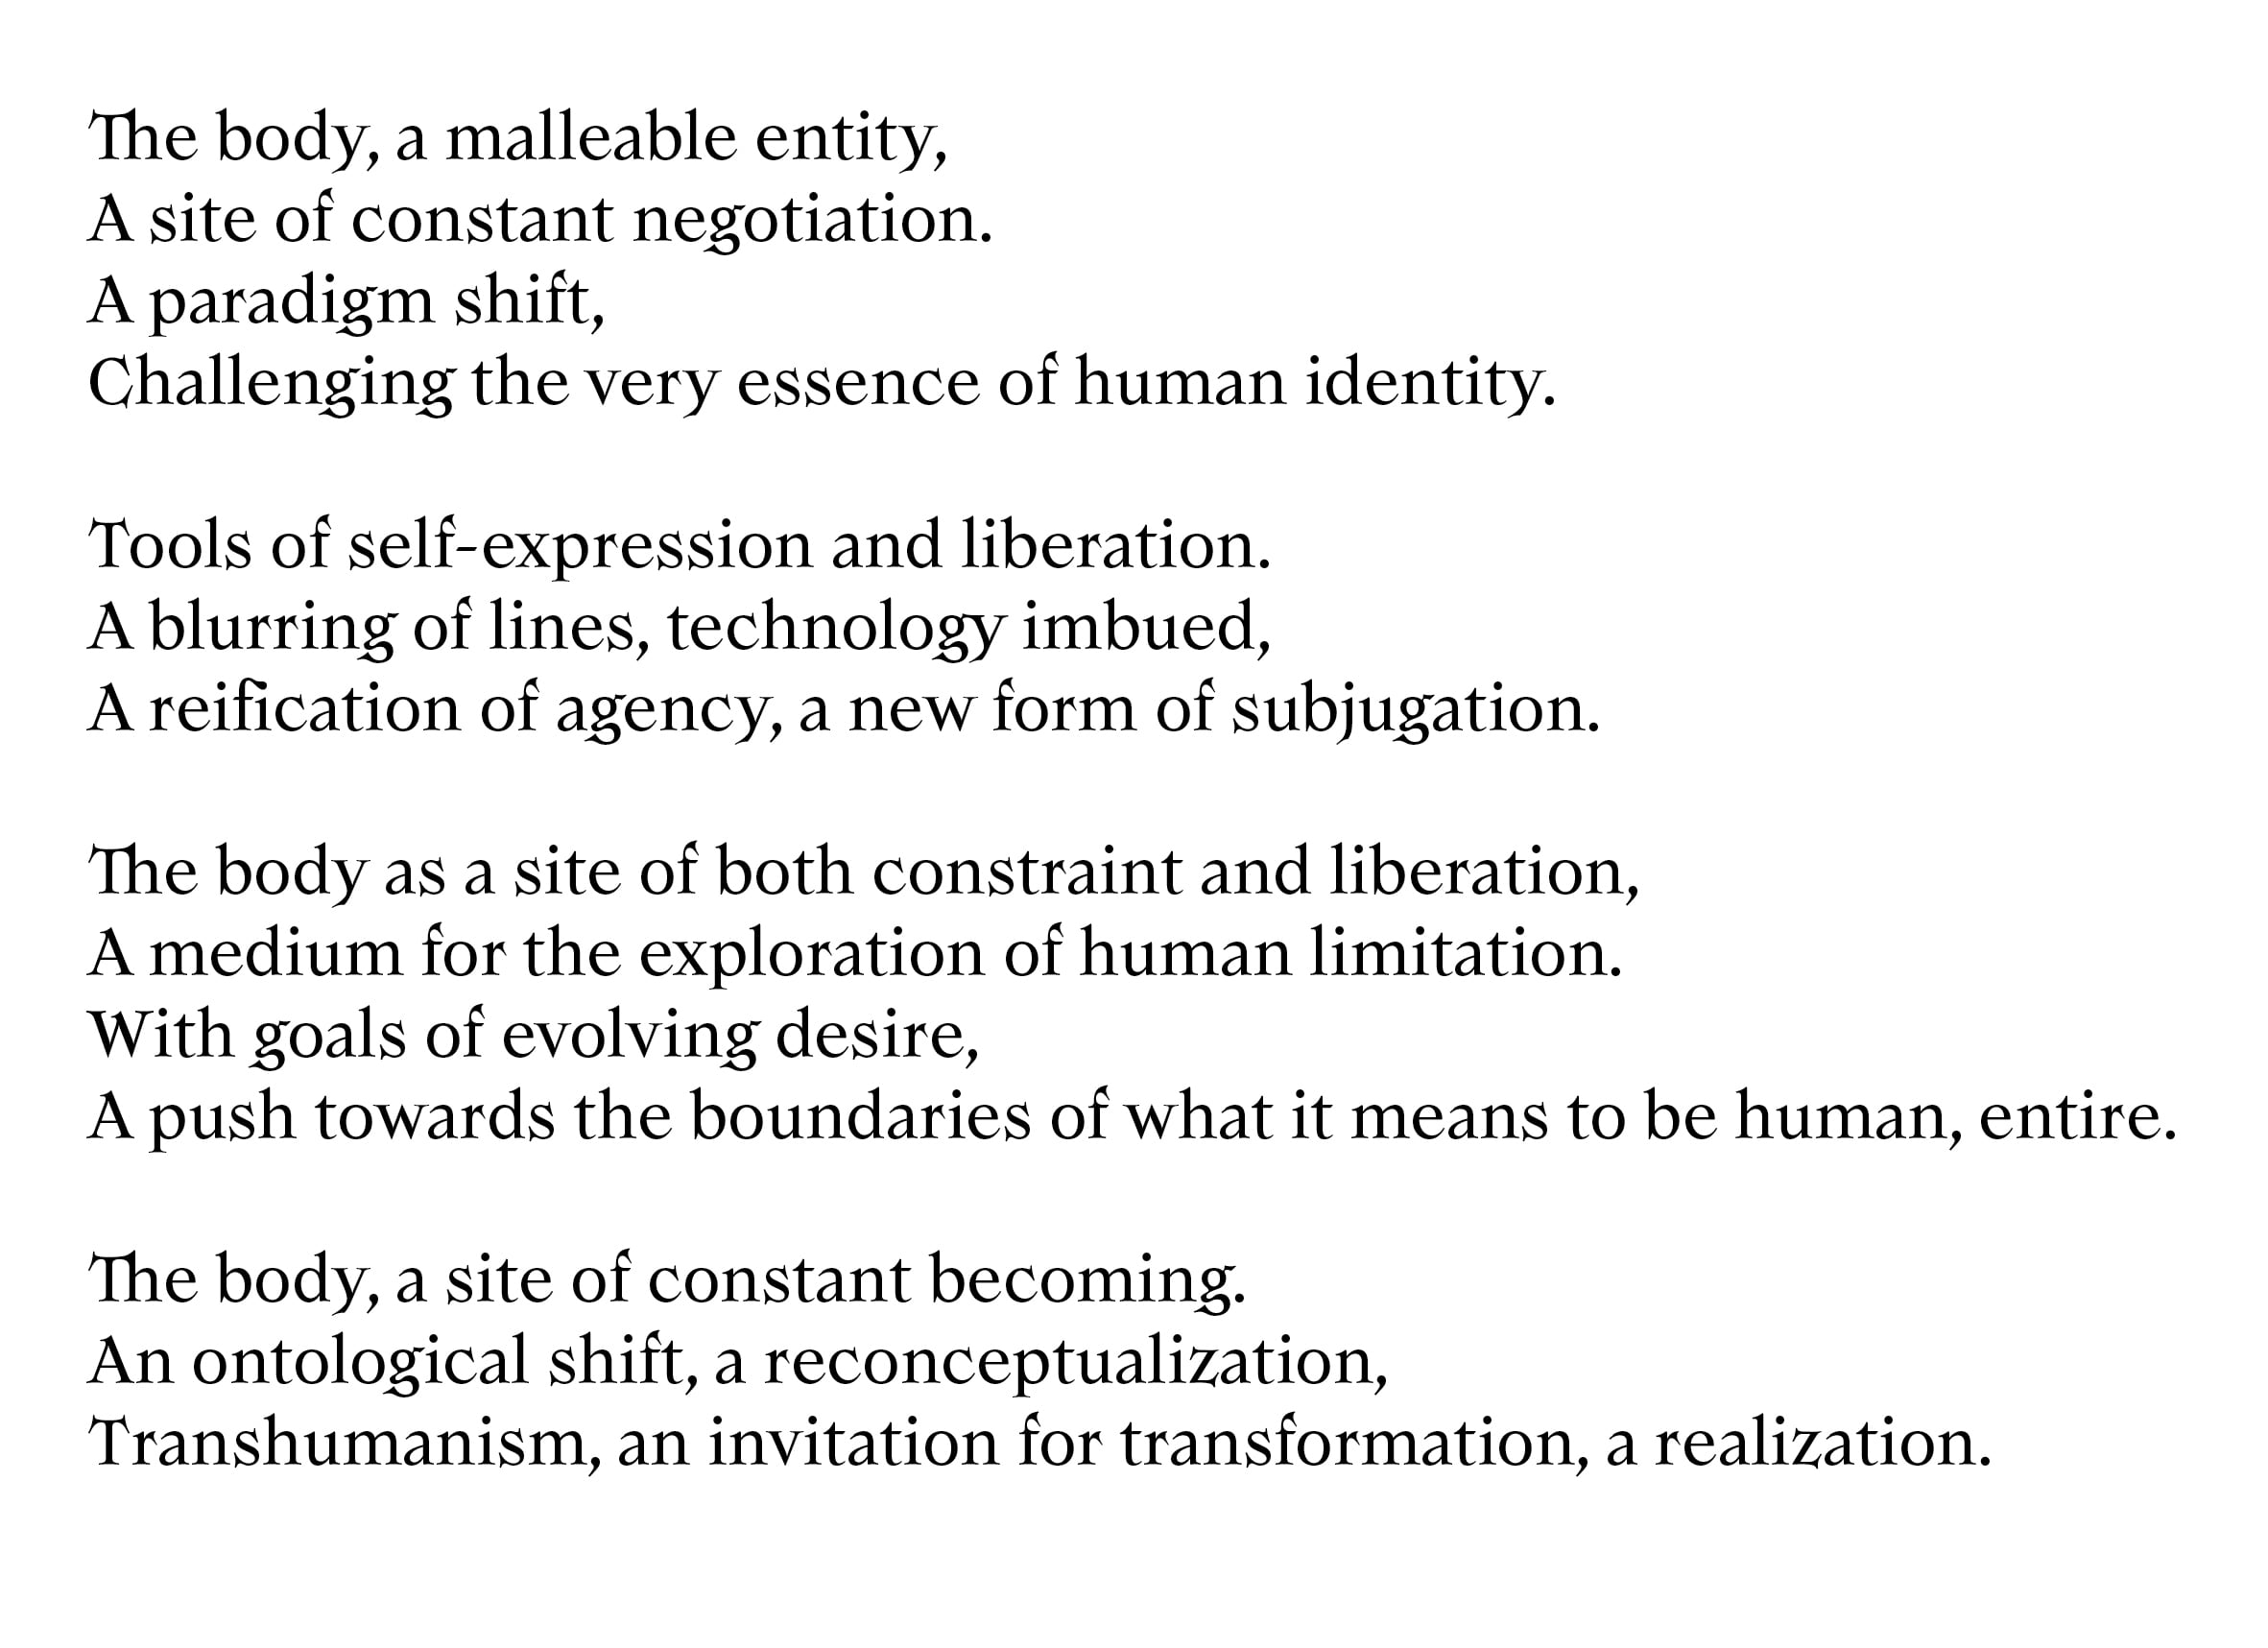 The body, a malleable entity,
A site of constant negotiation.
A paradigm shift,
Challenging the very essence of human identity.
Tools of self-expression and liberation.
A blurring of lines, technology imbued,
A reification of agency, a new form of subjugation.
The body as a site of both constraint and liberation,
A medium for the exploration of human limitation.
With goals of evolving desire,
A push towards the boundaries of what it means to be human, entire.
The body, a site of constant becoming.
An ontological shift, a reconceptualization,
Transhumanism, an invitation for transformation, a realization.